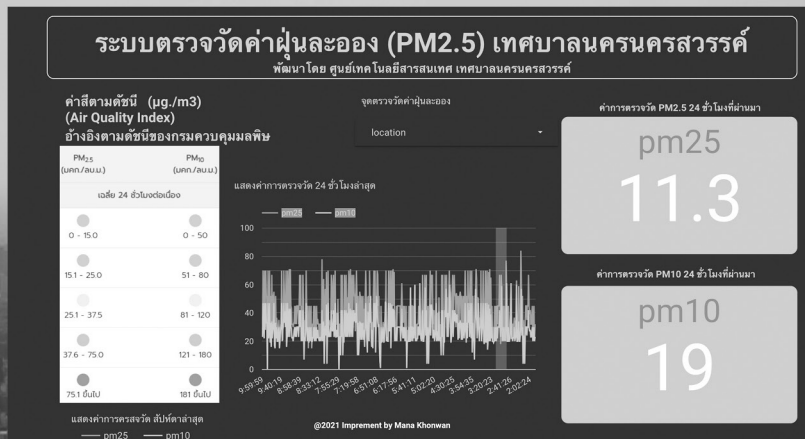 ระบบตรวจวัดค่าฝุ่นละออง (PM2.5) เทศบาลนครนครสวรรค์
พัฒนาโดย ศูนย์เทคโนโลยีสารสนเทศ เทศบาลนครนครสวรรค์
ค่าสีตามดัชนี (µg./m3)
(Air Quality Index)
อ้างอิงตามดัชนีของกรมควบคุมมลพิษ
PM2.5 PM10
(มคก./ลบ.ม.) (มคก./ลบ.ม.)
เฉลี่ย 24 ชั่วโมงต่อเนื่อง
0 - 15.0 0 - 50
15.1 - 25.0 51 - 80
25.1 - 37.5 81 - 120
37.6 - 75.0 121 - 180
75.1 ขึ้นไป 181 ขึ้นไป
แสดงค่าการครสจวัด สัปห์ดาล่าสุด
pm25 pm10
จุดตรวจวัดค่าฝุ่นละออง
location
แสดงค่าการตรวจวัด 24 ชั่วโมงล่าสุด
pm25 pm10
100
80
60
40
20
0
9:59:59 9:40:19 8:58:39 8:33:12 7:55:29 7:19:58 6:51:08 6:17:56 5:41:11 5:02:20 4:30:25 3:54:35 3:20:23 2:41:26 2:02:24
@2021 Imprement by Mana Khonwan
ค่าการตรวจวัด PM2.5 24 ชั่วโมงที่ผ่านมา
pm25
11.3
ค่าการตรวจวัด PM10 24 ชั่วโมงที่ผ่านมา
pm10
19